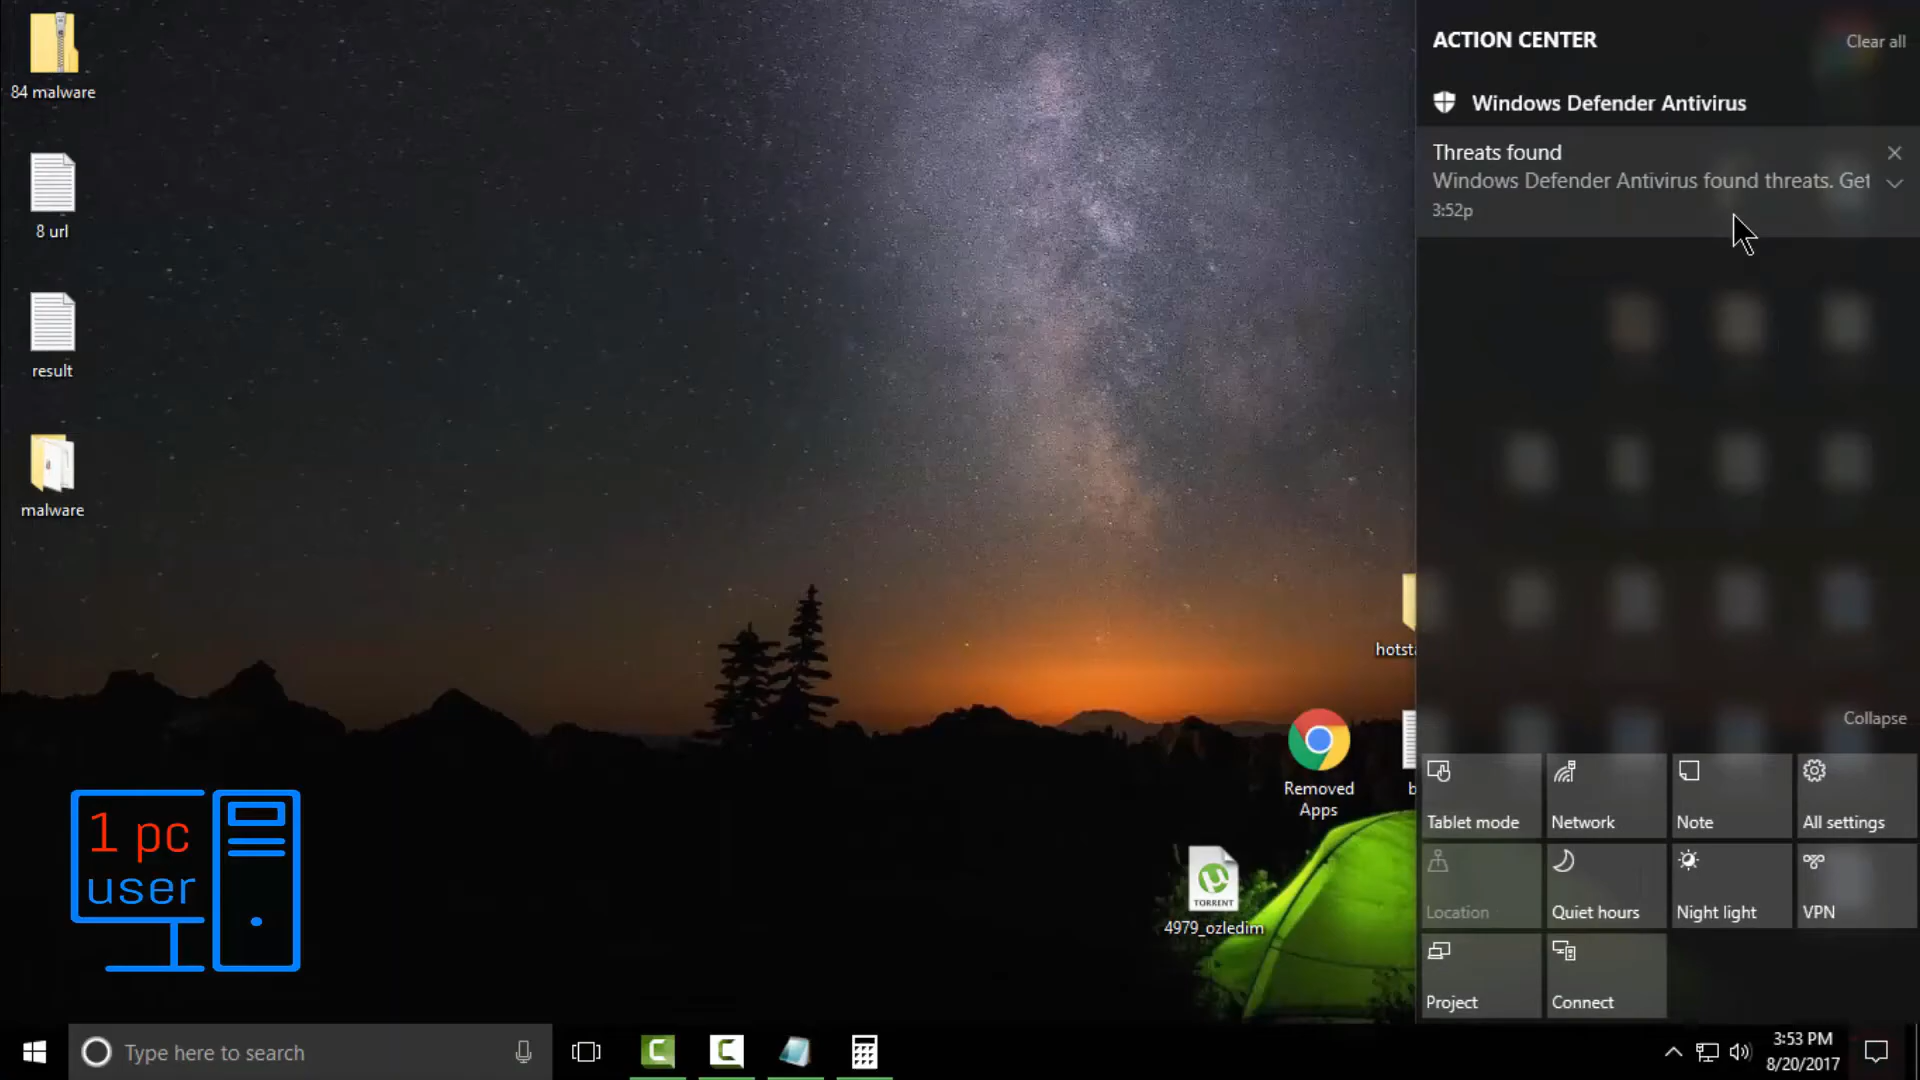 84 malware
8 url
result
malware
1 pc
user
Removed
Apps
TORRENT
4979_ozledim
hotsta
b
ACTION CENTER
Clear all
Windows Defender Antivirus
Threats found
Windows Defender Antivirus found threats. Get
3:52p
Collapse
Tablet mode
Network
Note
All settings
Location
Quiet hours
Night light
VPN
Project
Connect
Type here to search
3:53 PM
8/20/2017